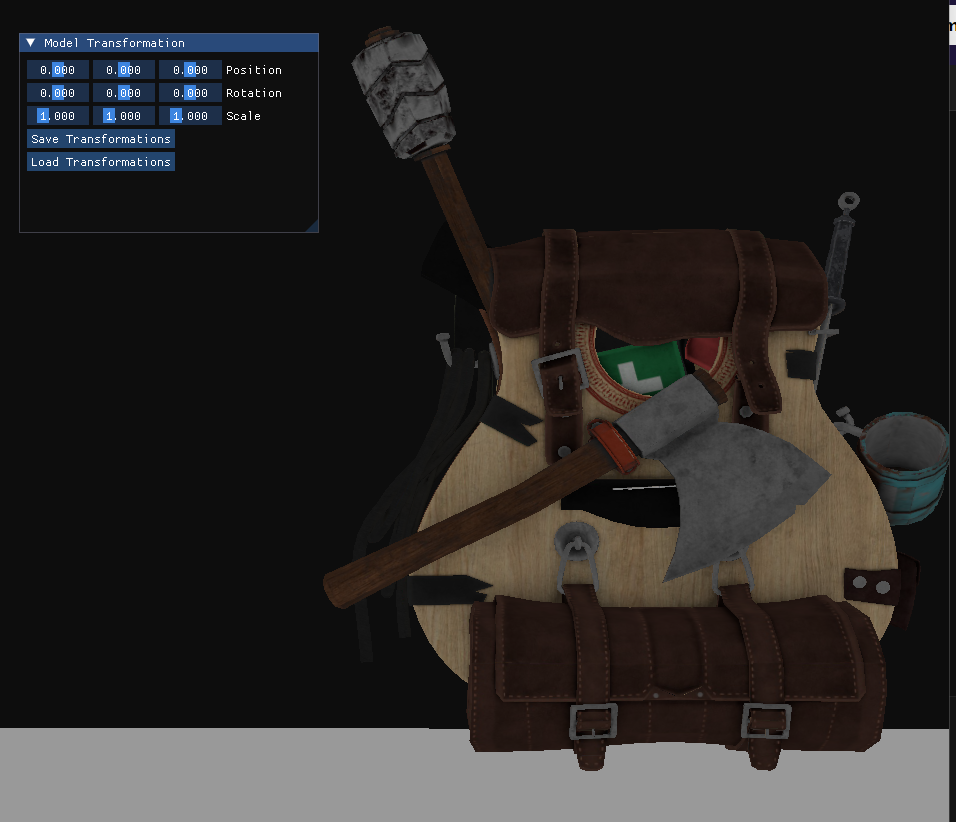 Model Transformation
0.000 0.000 0.000 Position
0.000 0.000 0.000 Rotation
1.000 1.000 1.000 Scale
Save Transformations
Load Transformations